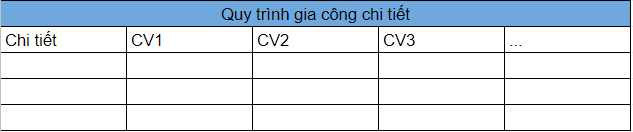 Quy trình gia công chi tiết
Chi tiết CV1 CV2 CV3 ...